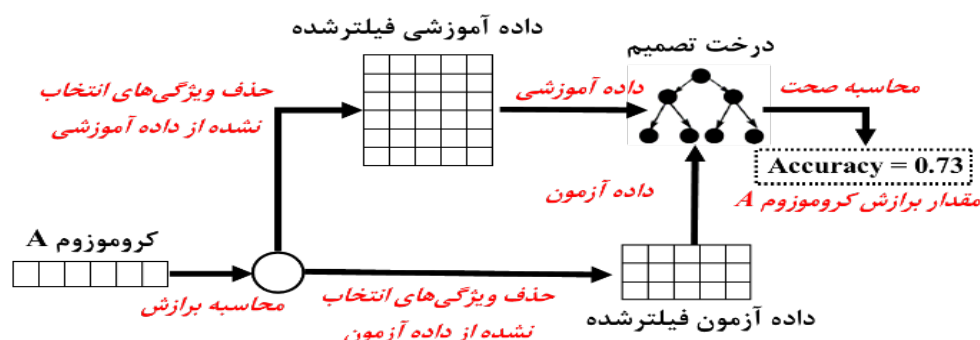 داده آموزشی فیلترشده
درخت تصمیم
حذف ویژگی‌های انتخاب
نشده از داده آموزشی
داده آموزشی
محاسبه صحت
Accuracy = 0.73
مقدار برازش کروموزوم A
داده آزمون
کروموزوم A
محاسبه برازش
حذف ویژگی‌های انتخاب
نشده از داده آزمون
داده آزمون فیلترشده